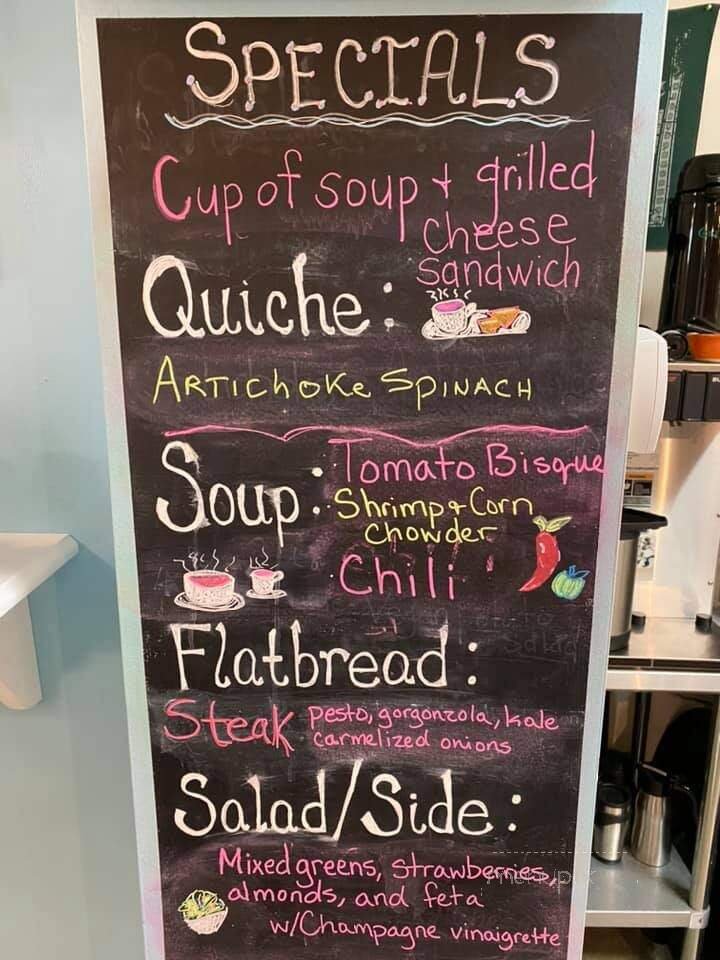 SPECIALS
Cup of soup + grilled
cheese
sandwich
Quiche:
ARTichoKe SPINACH
Soup: Tomato Bisque
Shrimp + Corn
chowder
Chili
Flatbread:
Steak pesto, gorgonzola, kale
carmelized onions
Salad/Side:
Mixed greens, strawberries,
almonds, and feta
w/Champagne vinaigrette